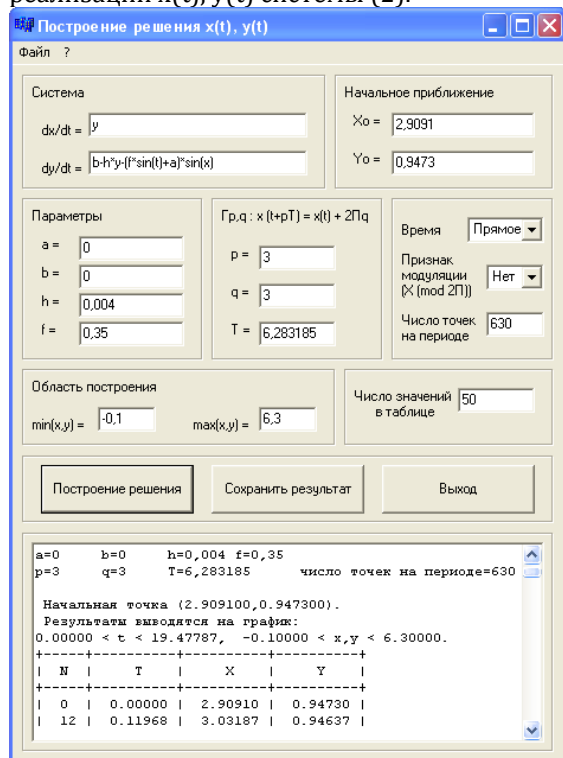 реализаций x(t), y(t) системы (2).
Построение решения x(t), y(t)
Файл ?
Система
dx/dt = y
dy/dt = b-h*y-(f*sin(t)+a)*sin(x)
Начальное приближение
Xo = 2,9091
Yo = 0,9473
Параметры
a = 0
b = 0
h = 0,004
f = 0,35
Гp,q : x (t+pT) = x(t) + 2Пq
p = 3
q = 3
T = 6,283185
Время Прямое
Признак
модуляции
(X (mod 2П)) Нет
Число точек
на периоде 630
Область построения
min(x,y) = -0,1 max(x,y) = 6,3
Число значений
в таблице 50
Построение решения Сохранить результат Выход
a=0 b=0 h=0,004 f=0,35
p=3 q=3 T=6,283185 число точек на периоде=630
Начальная точка (2.909100,0.947300).
Результаты выводятся на график:
0.00000 < t < 19.47787, -0.10000 < x,y < 6.30000.
+-----+----------+----------+----------+
| N | T | X | Y |
+-----+----------+----------+----------+
| 0 | 0.00000 | 2.90910 | 0.94730 |
| 12 | 0.11968 | 3.03187 | 0.94637 |